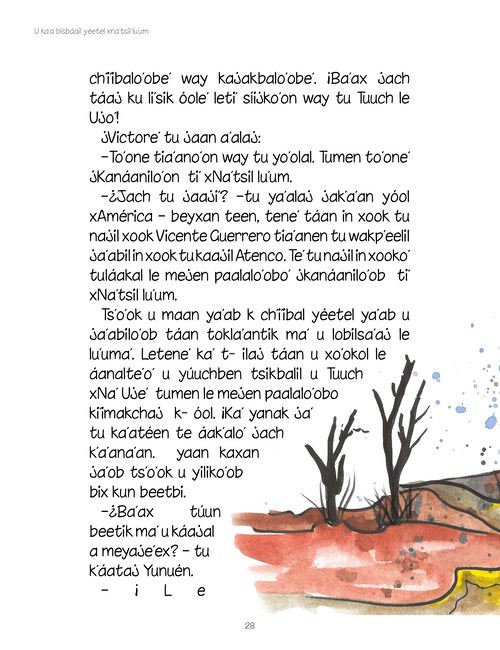 U ka'a bisbáail yéetel xna'tsil lu'um
chíibalo'obe' way kajakbalo'obe'. ¡Ba'ax jach
táaj ku li'sik óole' leti' síijko'on way tu Tuuch le
Ujo'!
jVictore' tu jaan a'alaj:
–To'one tia'ano'on way tu yo'olal. Tumen to'one'
jKanáanilo'on ti' xNa'tsil lu'um.
–¿Jach tu jaaji'? –tu ya'alaj jak'a'an yóol
xAmérica – beyxan teen, tene' táan in xook tu
najil xook Vicente Guerrero tia'anen tu wakp'eelil
ja'abil in xook tu kaajil Atenco. Te' tu najil in xooko'
tuláakal le mejen paalalo'obo' jkanáanilo'ob ti'
xNa'tsil lu'um.
Ts'o'ok u maan ya'ab k chíibal yéetel ya'ab u
ja'abilo'ob táan tokla'antik ma' u lobilsa'aj le
lu'uma'. Letene' ka' t- ilaj táan u xo'okol le
áanalte'o' u yúuchben tsikbalil u Tuuch
xNa' Uje' tumen le mejen paalalo'obo
kíimakchaj k- óol. ¡Ka' yanak ja'
tu ka'atéen te áak'alo' jach
k'a'ana'an. yaan kaxan
ja'ob ts'o'ok u yiliko'ob
bix kun beetbi.
–¿Ba'ax túun
beetik ma' u káajal
a meyaje'ex? – tu
k'áataj Yunuén.
– ¡ L e
28